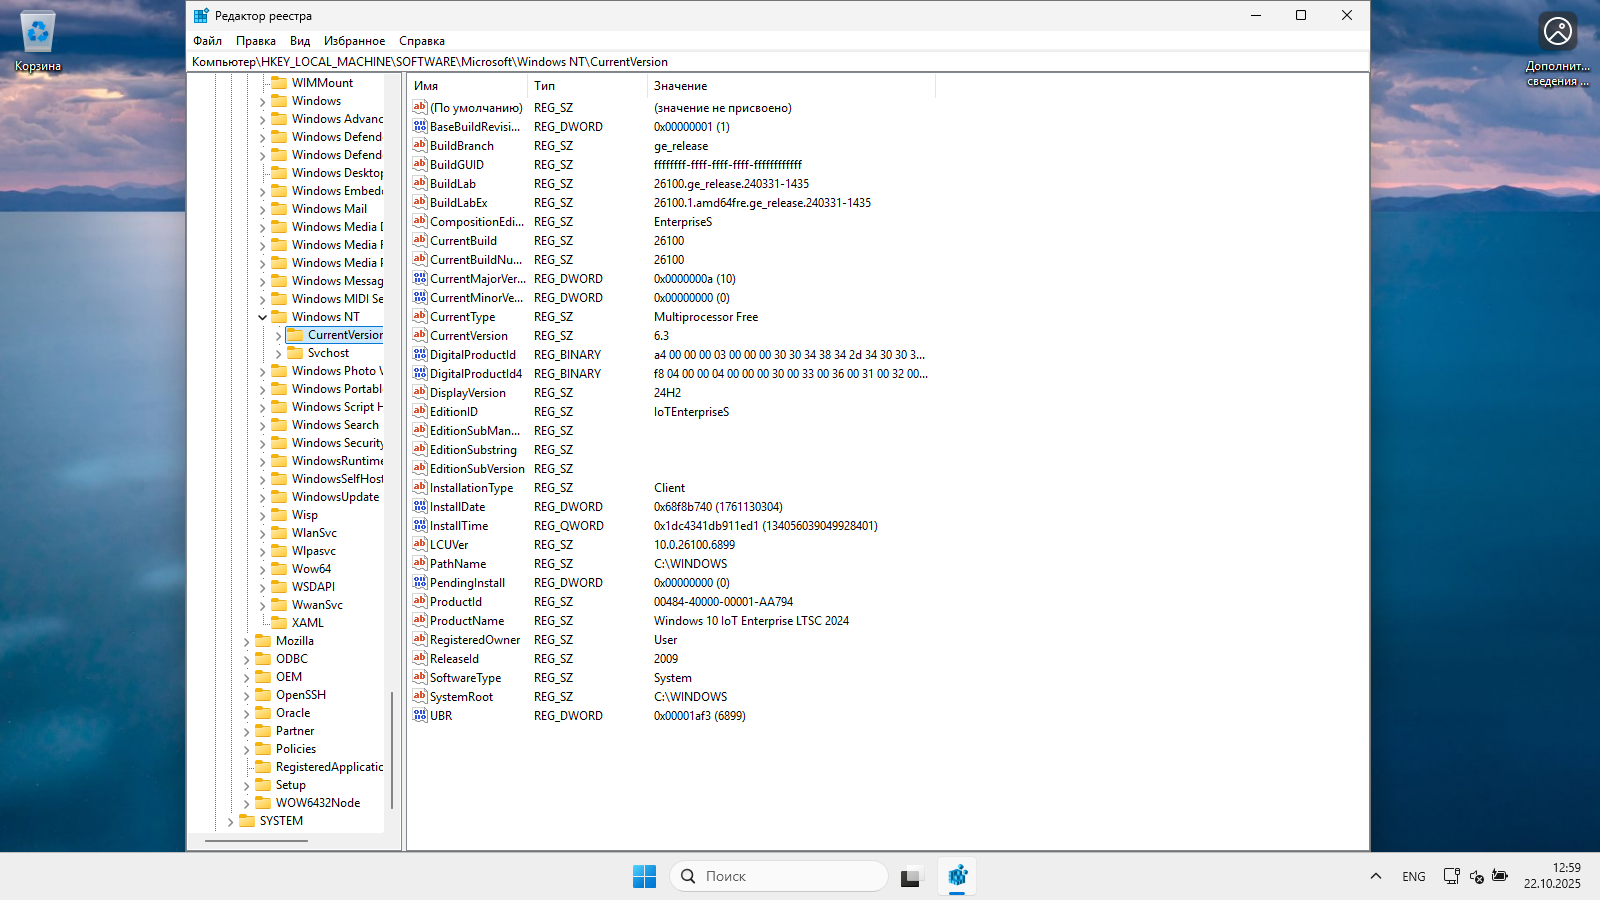 Корзина
Дополнит...
сведения ...
Редактор реестра
Файл Правка Вид Избранное Справка
Компьютер\HKEY_LOCAL_MACHINE\SOFTWARE\Microsoft\Windows NT\CurrentVersion
WIMMount
Windows
Windows Advanc
Windows Defend
Windows Defend
Windows Desktop
Windows Embed
Windows Mail
Windows Media D
Windows Media F
Windows Media P
Windows Messag
Windows MIDI Se
Windows NT
CurrentVersion
Svchost
Windows Photo V
Windows Portabl
Windows Script H
Windows Search
Windows Security
WindowsRuntime
WindowsSelfHost
WindowsUpdate
Wisp
WlanSvc
Wlpasvc
Wow64
WSDAPI
WwanSvc
XAML
Mozilla
ODBC
OEM
OpenSSH
Oracle
Partner
Policies
RegisteredApplicatio
Setup
WOW6432Node
SYSTEM
Имя Тип Значение
(По умолчанию) REG_SZ (значение не присвоено)
BaseBuildRevisi... REG_DWORD 0x00000001 (1)
BuildBranch REG_SZ ge_release
BuildGUID REG_SZ ffffffff-ffff-ffff-ffff-ffffffffffff
BuildLab REG_SZ 26100.ge_release.240331-1435
BuildLabEx REG_SZ 26100.1.amd64fre.ge_release.240331-1435
CompositionEdi... REG_SZ EnterpriseS
CurrentBuild REG_SZ 26100
CurrentBuildNu... REG_SZ 26100
CurrentMajorVer... REG_DWORD 0x0000000a (10)
CurrentMinorVe... REG_DWORD 0x00000000 (0)
CurrentType REG_SZ Multiprocessor Free
CurrentVersion REG_SZ 6.3
DigitalProductId REG_BINARY a4 00 00 00 03 00 00 00 30 30 34 38 34 2d 34 30 30 3...
DigitalProductId4 REG_BINARY f8 04 00 00 04 00 00 00 30 00 33 00 36 00 31 00 32 00...
DisplayVersion REG_SZ 24H2
EditionID REG_SZ IoTEnterpriseS
EditionSubMan... REG_SZ
EditionSubstring REG_SZ
EditionSubVersion REG_SZ
InstallationType REG_SZ Client
InstallDate REG_DWORD 0x68f8b740 (1761130304)
InstallTime REG_QWORD 0x1dc4341db911ed1 (134056039049928401)
LCUVer REG_SZ 10.0.26100.6899
PathName REG_SZ C:\WINDOWS
PendingInstall REG_DWORD 0x00000000 (0)
ProductId REG_SZ 00484-40000-00001-AA794
ProductName REG_SZ Windows 10 IoT Enterprise LTSC 2024
RegisteredOwner REG_SZ User
ReleaseId REG_SZ 2009
SoftwareType REG_SZ System
SystemRoot REG_SZ C:\WINDOWS
UBR REG_DWORD 0x00001af3 (6899)
Поиск
ENG
12:59
22.10.2025